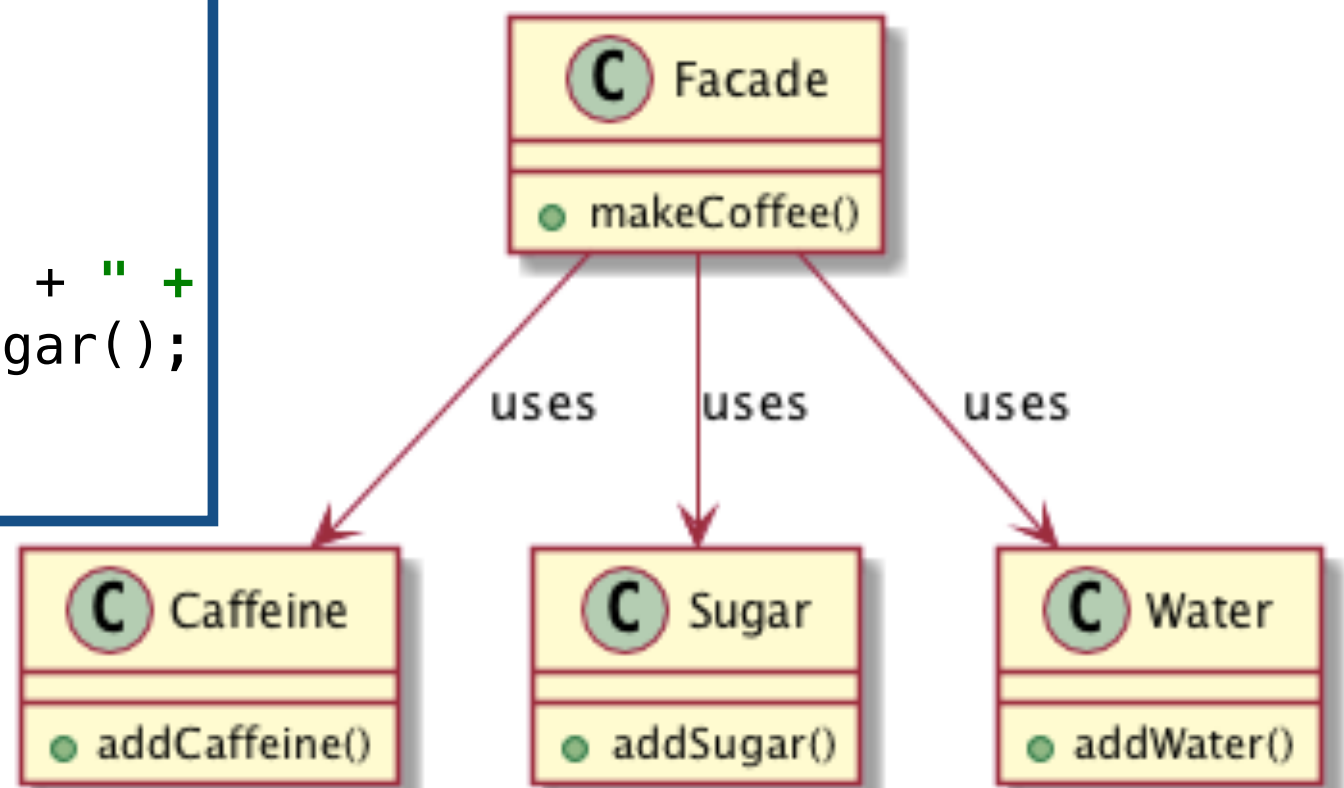 + " +
gar();
C Facade
makeCoffee()
uses uses uses
C Caffeine
addCaffeine()
C Sugar
addSugar()
C Water
addWater()